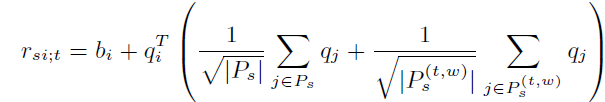 r_{si;t} = b_i + q_i^T \left( \frac{1}{\sqrt{|P_s|}} \sum_{j \in P_s} q_j + \frac{1}{\sqrt{|P_s^{(t,w)}|}} \sum_{j \in P_s^{(t,w)}} q_j \right)